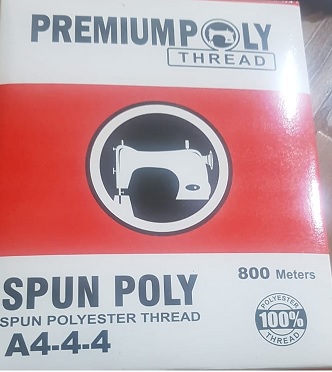 PREMIUMPOLY
THREAD
800 Meters
SPUN POLY
SPUN POLYESTER THREAD
A4-4-4
POLYESTER
100%
THREAD